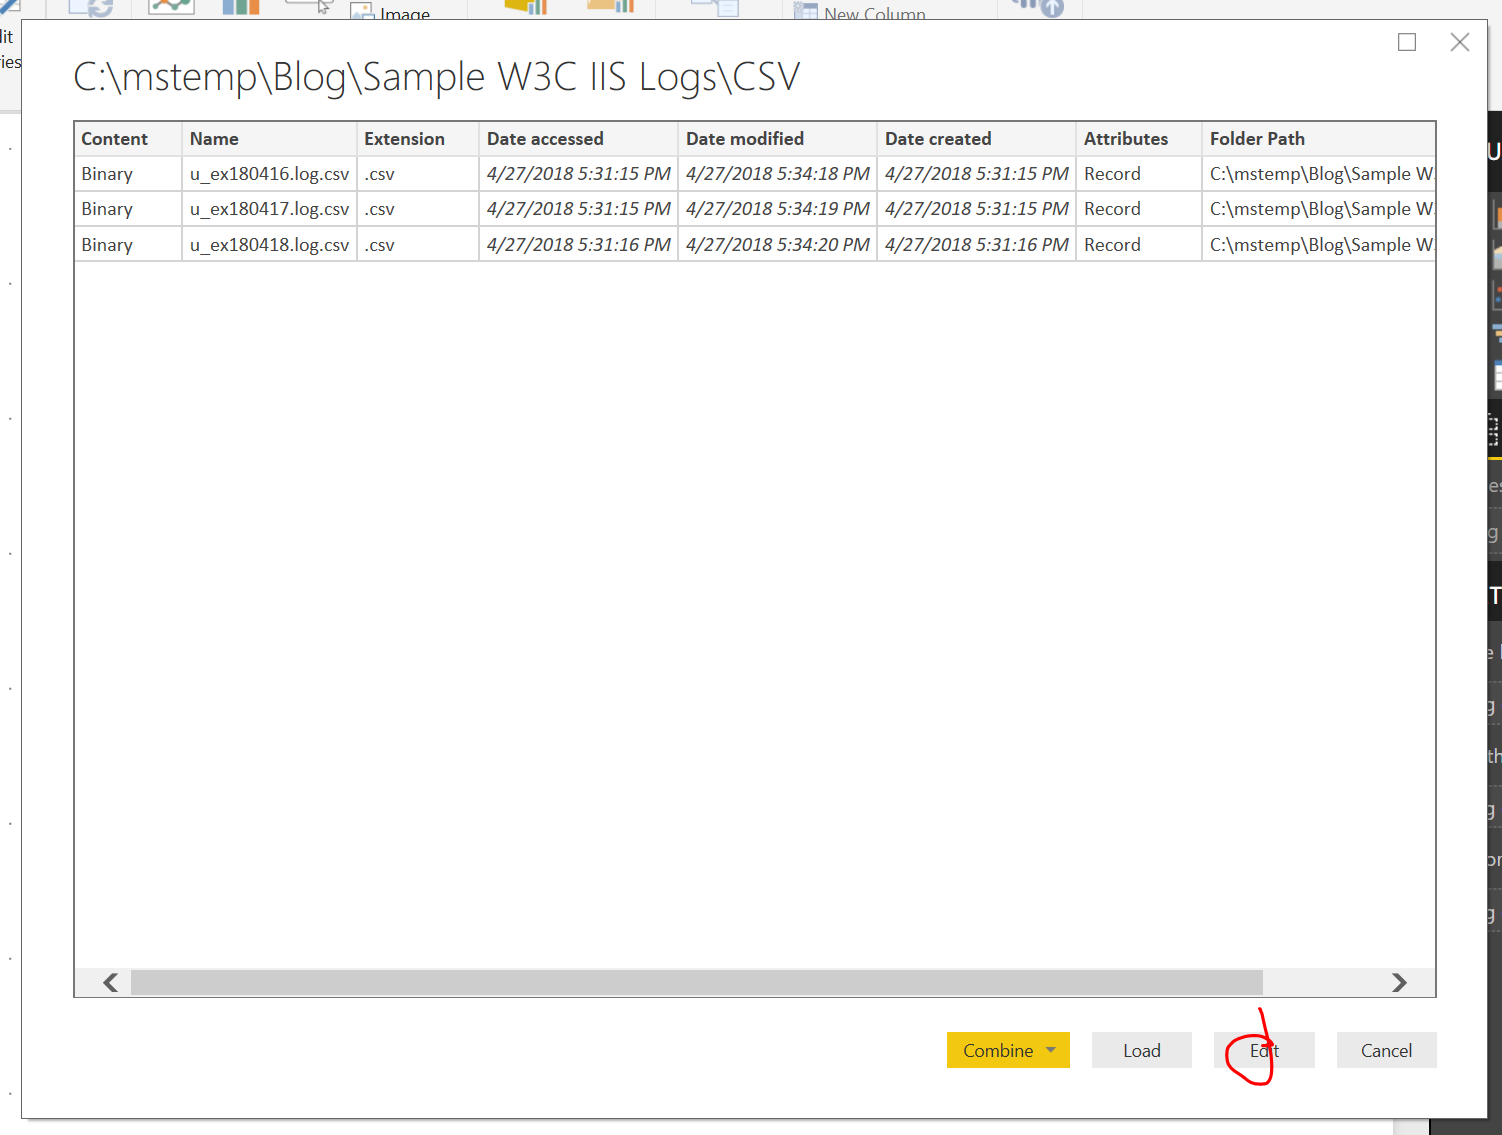 Image
New Column
C:\mstemp\Blog\Sample W3C IIS Logs\CSV
Content Name Extension Date accessed Date modified Date created Attributes Folder Path
Binary u_ex180416.log.csv .csv 4/27/2018 5:31:15 PM 4/27/2018 5:34:18 PM 4/27/2018 5:31:15 PM Record C:\mstemp\Blog\Sample W
Binary u_ex180417.log.csv .csv 4/27/2018 5:31:15 PM 4/27/2018 5:34:19 PM 4/27/2018 5:31:15 PM Record C:\mstemp\Blog\Sample W
Binary u_ex180418.log.csv .csv 4/27/2018 5:31:16 PM 4/27/2018 5:34:20 PM 4/27/2018 5:31:16 PM Record C:\mstemp\Blog\Sample W3
Combine Load Edit Cancel